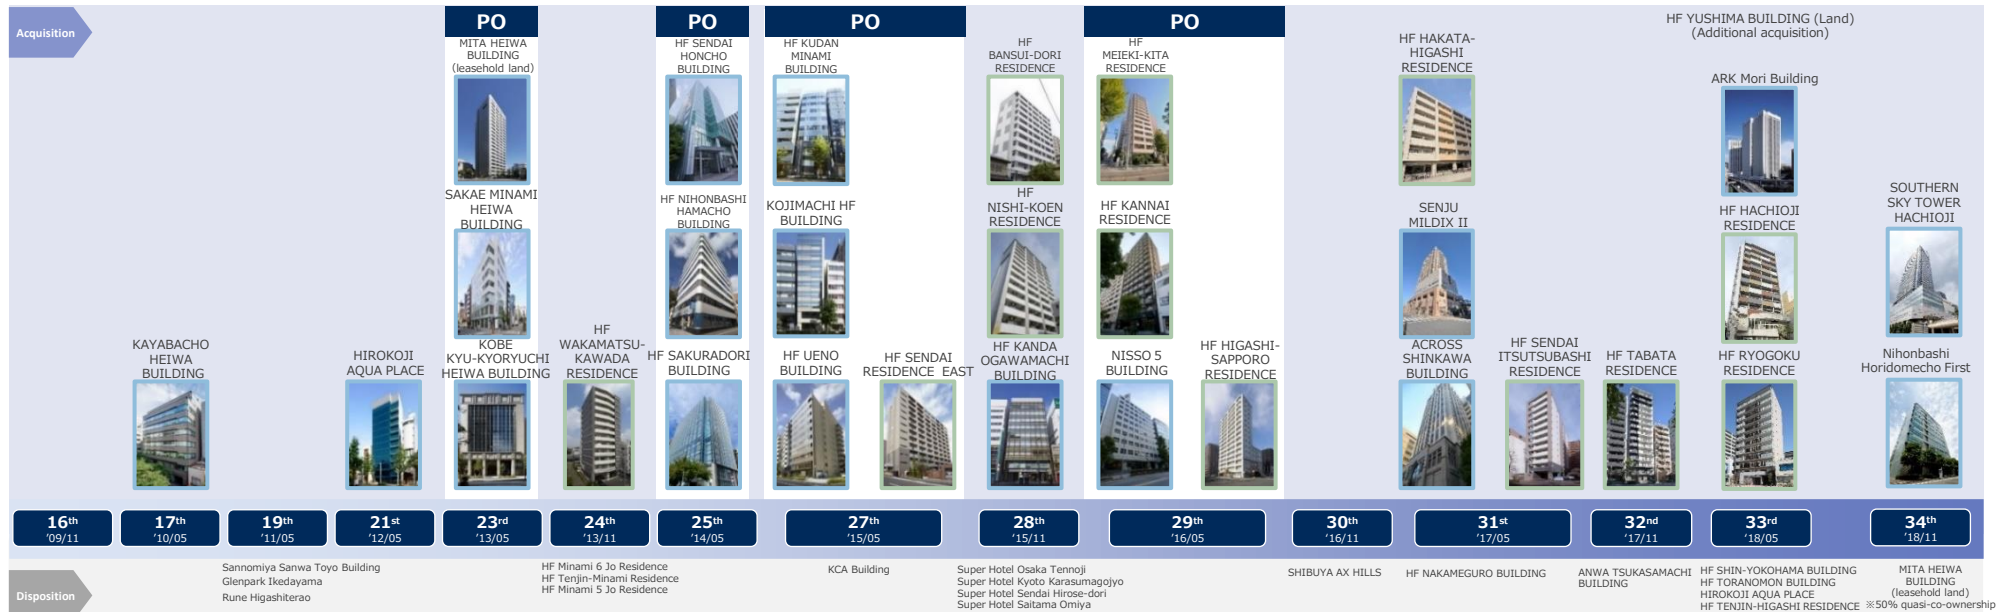 Acquisition
PO
PO
PO
PO
MITA HEIWA
BUILDING
(leasehold land)
SAKAE MINAMI
HEIWA
BUILDING
KOBE
KYU-KYORYUCHI
HEIWA BUILDING
KAYABACHO
HEIWA
BUILDING
HIROKOJI
AQUA PLACE
HF
WAKAMATSU-
KAWADA
RESIDENCE
HF SENDAI
HONCHO
BUILDING
HF NIHONBASHI
HAMACHO
BUILDING
HF SAKURADORI
BUILDING
HF KUDAN
MINAMI
BUILDING
KOJIMACHI HF
BUILDING
HF UENO
BUILDING
HF SENDAI
RESIDENCE EAST
HF
BANSUI-DORI
RESIDENCE
HF
NISHI-KOEN
RESIDENCE
HF KANDA
OGAWAMACHI
BUILDING
HF
MEIEKI-KITA
RESIDENCE
HF KANNAI
RESIDENCE
NISSO 5
BUILDING
HF HIGASHI-
SAPPORO
RESIDENCE
HF HAKATA-
HIGASHI
RESIDENCE
SENJU
MILDIX II
ACROSS
SHINKAWA
BUILDING
HF SENDAI
ITSUTSUBASHI
RESIDENCE
HF TABATA
RESIDENCE
HF YUSHIMA BUILDING (Land)
(Additional acquisition)
ARK Mori Building
HF HACHIOJI
RESIDENCE
HF RYOGOKU
RESIDENCE
SOUTHERN
SKY TOWER
HACHIOJI
Nihonbashi
Horidomecho First
16th
'09/11
17th
'10/05
19th
'11/05
21st
'12/05
23rd
'13/05
24th
'13/11
25th
'14/05
27th
'15/05
28th
'15/11
29th
'16/05
30th
'16/11
31st
'17/05
32nd
'17/11
33rd
'18/05
34th
'18/11
Disposition
Sannomiya Sanwa Toyo Building
Glenpark Ikedayama
Rune Higashiterao
HF Minami 6 Jo Residence
HF Tenjin-Minami Residence
HF Minami 5 Jo Residence
KCA Building
Super Hotel Osaka Tennoji
Super Hotel Kyoto Karasumagojyo
Super Hotel Sendai Hirose-dori
Super Hotel Saitama Omiya
SHIBUYA AX HILLS
HF NAKAMEGURO BUILDING
ANWA TSUKASAMACHI
BUILDING
HF SHIN-YOKOHAMA BUILDING
HF TORANOMON BUILDING
HIROKOJI AQUA PLACE
HF TENJIN-HIGASHI RESIDENCE
MITA HEIWA
BUILDING
(leasehold land)
※50% quasi-co-ownership